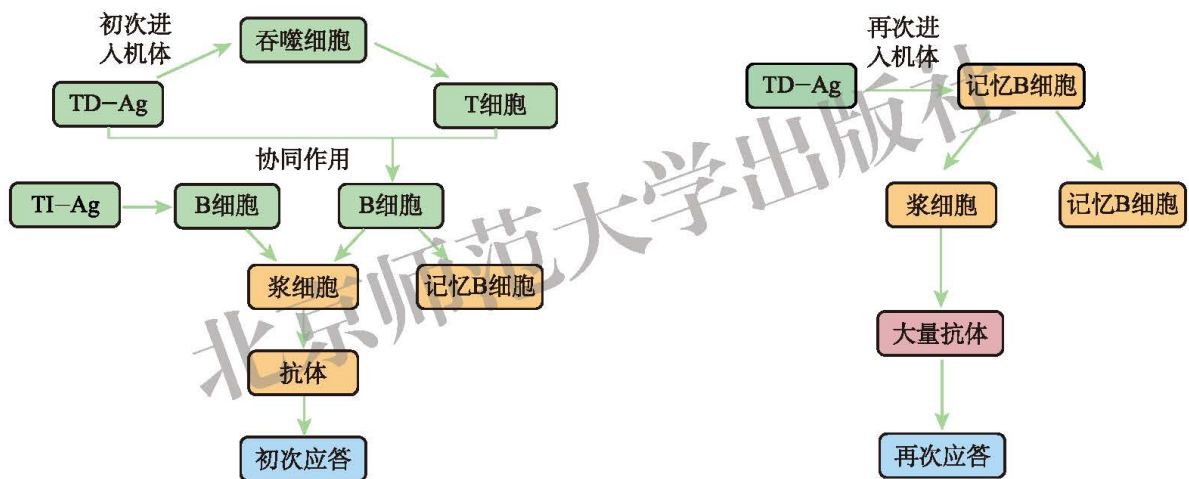 初次进
入机体
吞噬细胞
TD−Ag
T细胞
协同作用
TI−Ag
B细胞
B细胞
浆细胞
记忆B细胞
抗体
初次应答
再次进
入机体
TD−Ag
记忆B细胞
浆细胞
记忆B细胞
大量抗体
再次应答
北京师范大学出版社